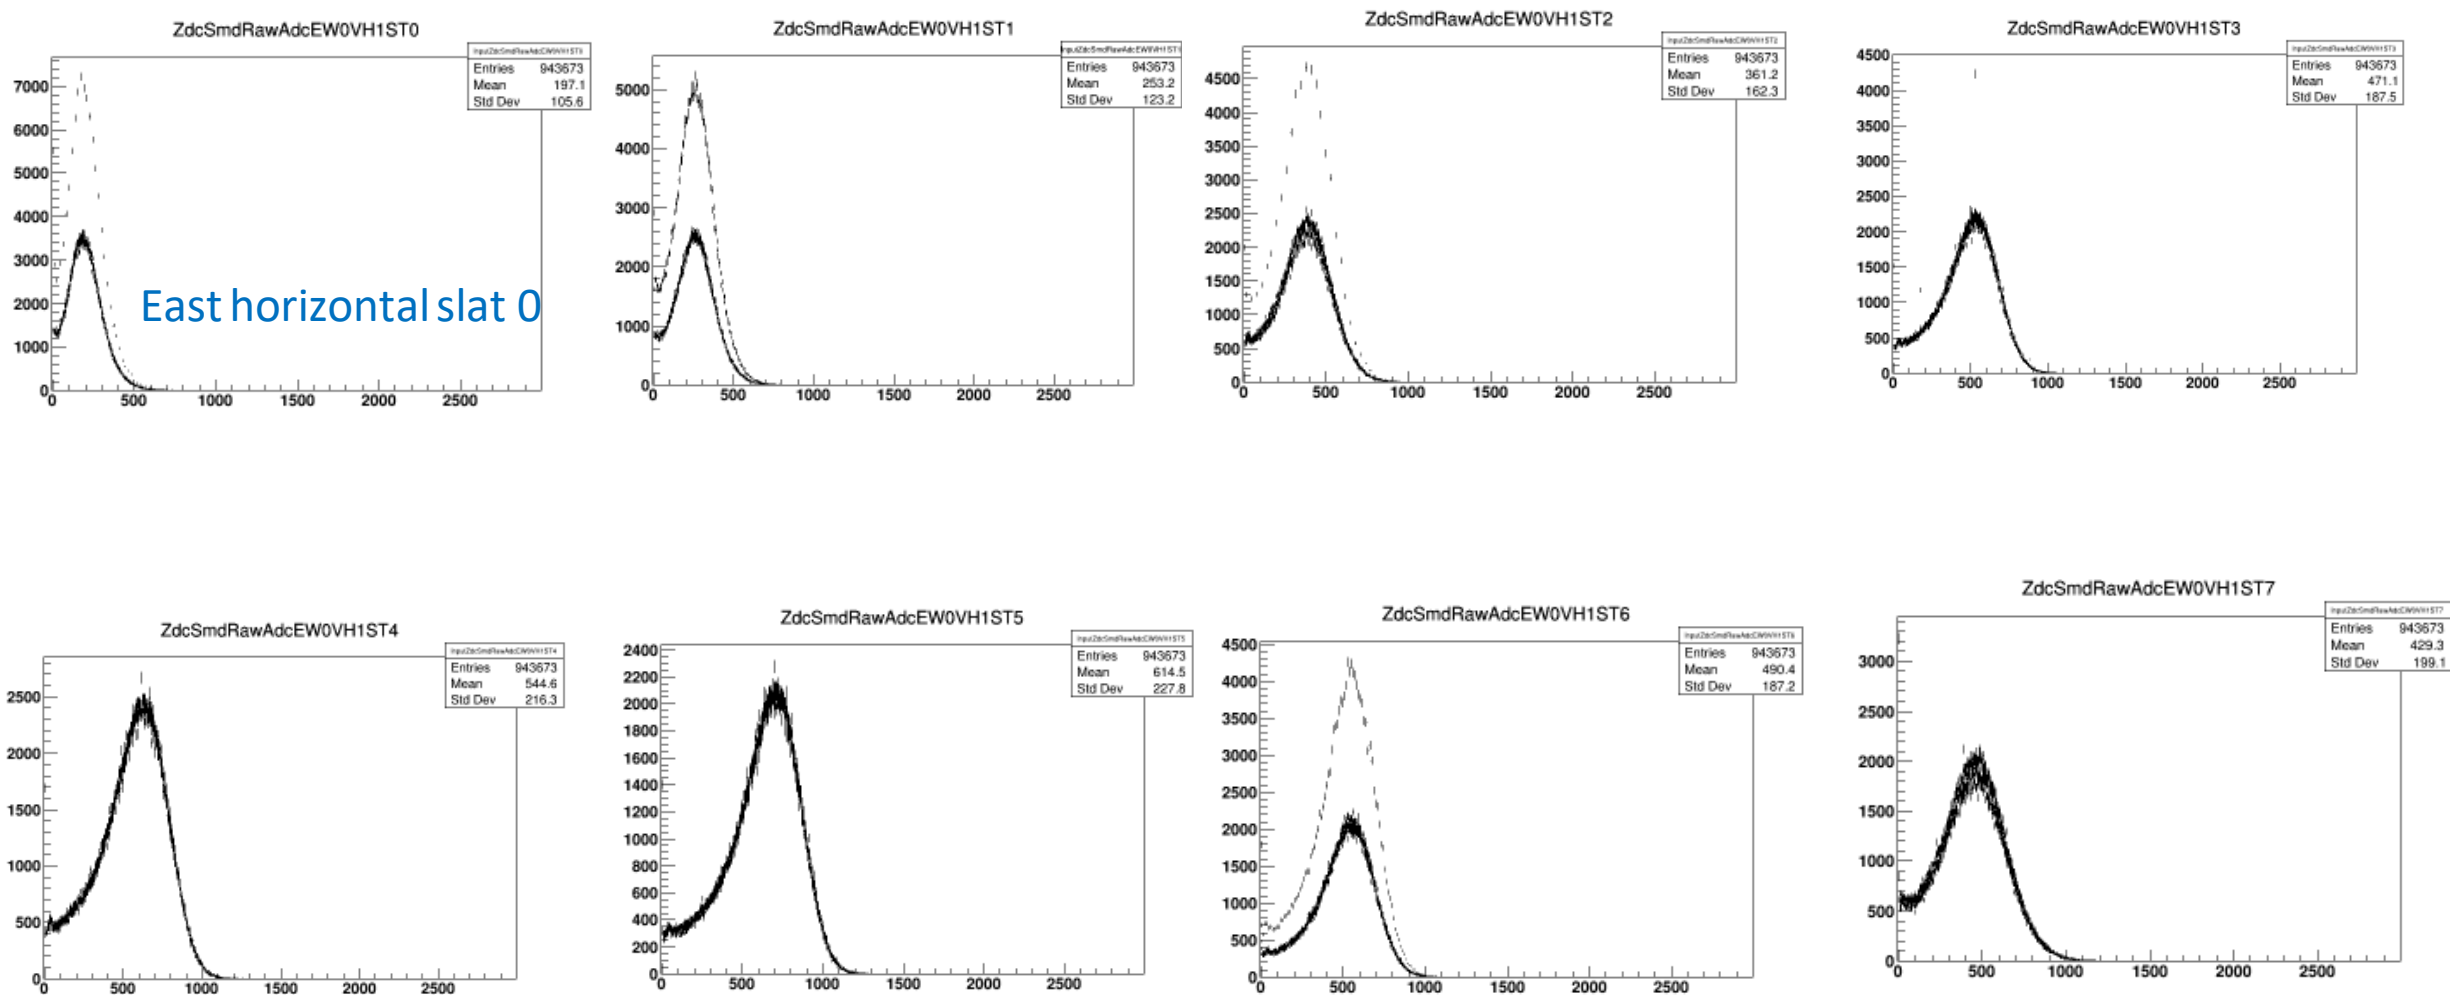 ZdcSmdRawAdcEW0VH1ST0
InputZdcSmdRawAdcEW0VH1ST0
Entries 943673
Mean 197.1
Std Dev 105.6
7000
6000
5000
4000
3000
2000
1000
0
0 500 1000 1500 2000 2500
East horizontal slat 0
ZdcSmdRawAdcEW0VH1ST1
InputZdcSmdRawAdcEW0VH1ST1
Entries 943673
Mean 253.2
Std Dev 123.2
5000
4000
3000
2000
1000
0
0 500 1000 1500 2000 2500
ZdcSmdRawAdcEW0VH1ST2
InputZdcSmdRawAdcEW0VH1ST2
Entries 943673
Mean 361.2
Std Dev 162.3
4500
4000
3500
3000
2500
2000
1500
1000
500
0
0 500 1000 1500 2000 2500
ZdcSmdRawAdcEW0VH1ST3
InputZdcSmdRawAdcEW0VH1ST3
Entries 943673
Mean 471.1
Std Dev 187.5
4500
4000
3500
3000
2500
2000
1500
1000
500
0
0 500 1000 1500 2000 2500
ZdcSmdRawAdcEW0VH1ST4
InputZdcSmdRawAdcEW0VH1ST4
Entries 943673
Mean 544.6
Std Dev 216.3
2500
2000
1500
1000
500
0
0 500 1000 1500 2000 2500
ZdcSmdRawAdcEW0VH1ST5
InputZdcSmdRawAdcEW0VH1ST5
Entries 943673
Mean 614.5
Std Dev 227.8
2400
2200
2000
1800
1600
1400
1200
1000
800
600
400
200
0
0 500 1000 1500 2000 2500
ZdcSmdRawAdcEW0VH1ST6
InputZdcSmdRawAdcEW0VH1ST6
Entries 943673
Mean 490.4
Std Dev 187.2
4500
4000
3500
3000
2500
2000
1500
1000
500
0
0 500 1000 1500 2000 2500
ZdcSmdRawAdcEW0VH1ST7
InputZdcSmdRawAdcEW0VH1ST7
Entries 943673
Mean 429.3
Std Dev 199.1
3000
2500
2000
1500
1000
500
0
0 500 1000 1500 2000 2500